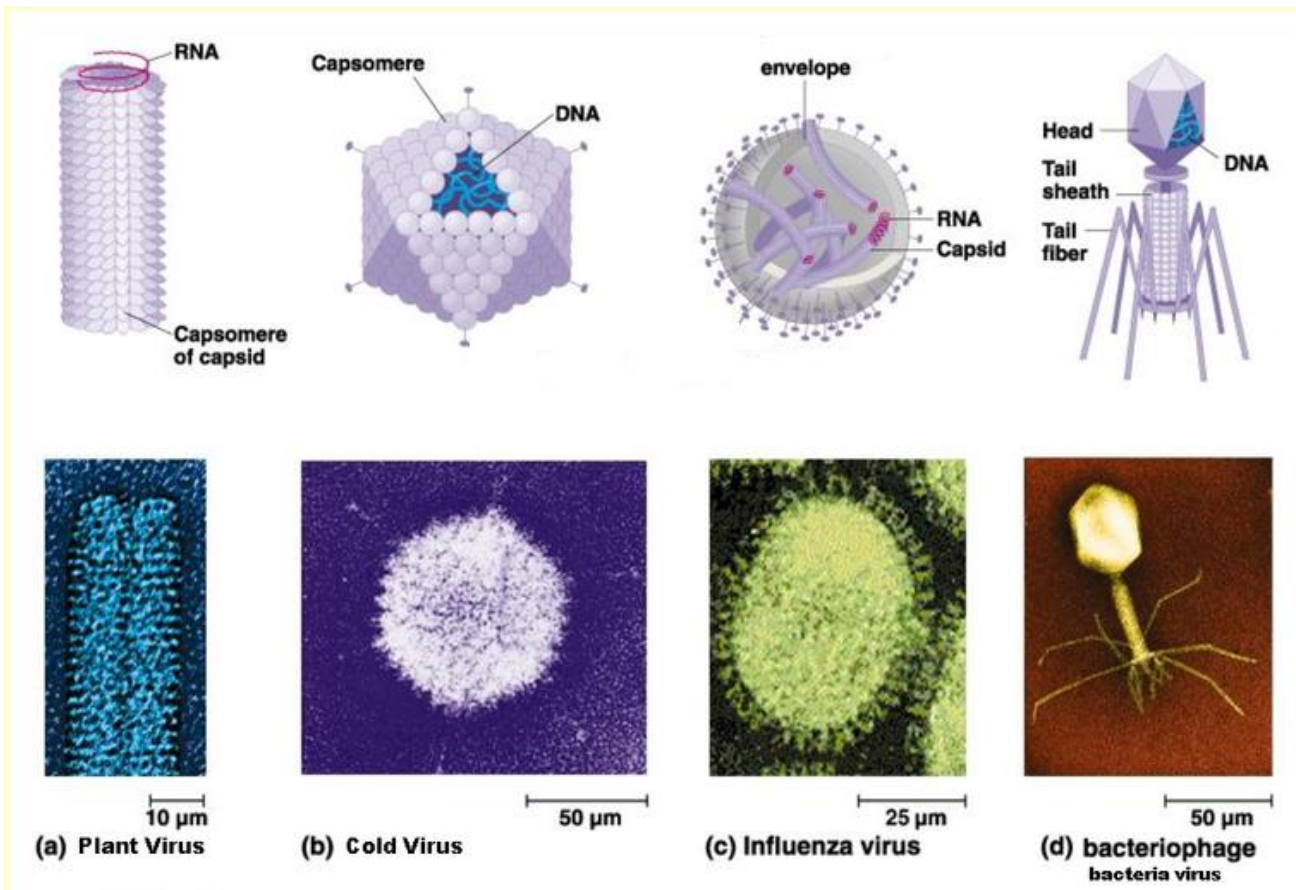 RNA
Capsomere
of capsid
Capsomere
DNA
envelope
RNA
Capsid
Head
DNA
Tail
sheath
Tail
fiber
10 µm
50 µm
25 µm
50 µm
(a) Plant Virus
(b) Cold Virus
(c) Influenza virus
(d) bacteriophage
bacteria virus